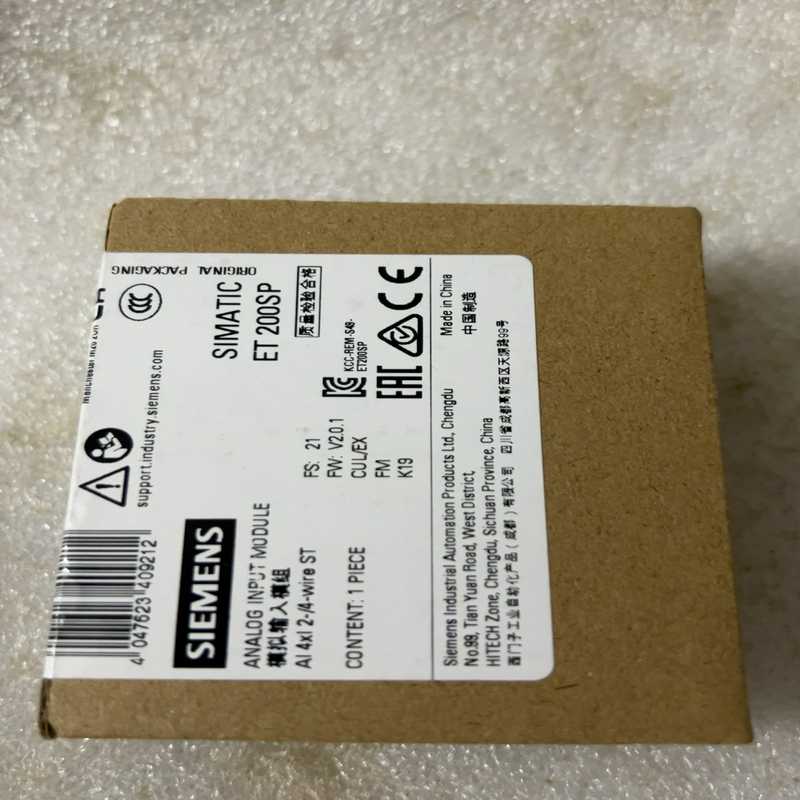 ORIGINAL PACKAGING
SIEMENS
SIMATIC
ET 200SP
ANALOG INPUT MODULE
模拟输入模组
AI 4xI 2-/4-wire ST
CONTENT: 1 PIECE
质量检验合格
FS: 21
FW: V2.0.1
CUL/EX
FM
K19
KCC-REM-S49-
ET200SP
EAC
CE
CCC
support.industry.siemens.com
4 047623 409212
Siemens Industrial Automation Products Ltd., Chengdu
No.99, Tian Yuan Road, West District,
HITECH Zone, Chengdu, Sichuan Province, China
西门子工业自动化产品（成都）有限公司 四川省成都高新西区天源路99号
Made in China
中国制造